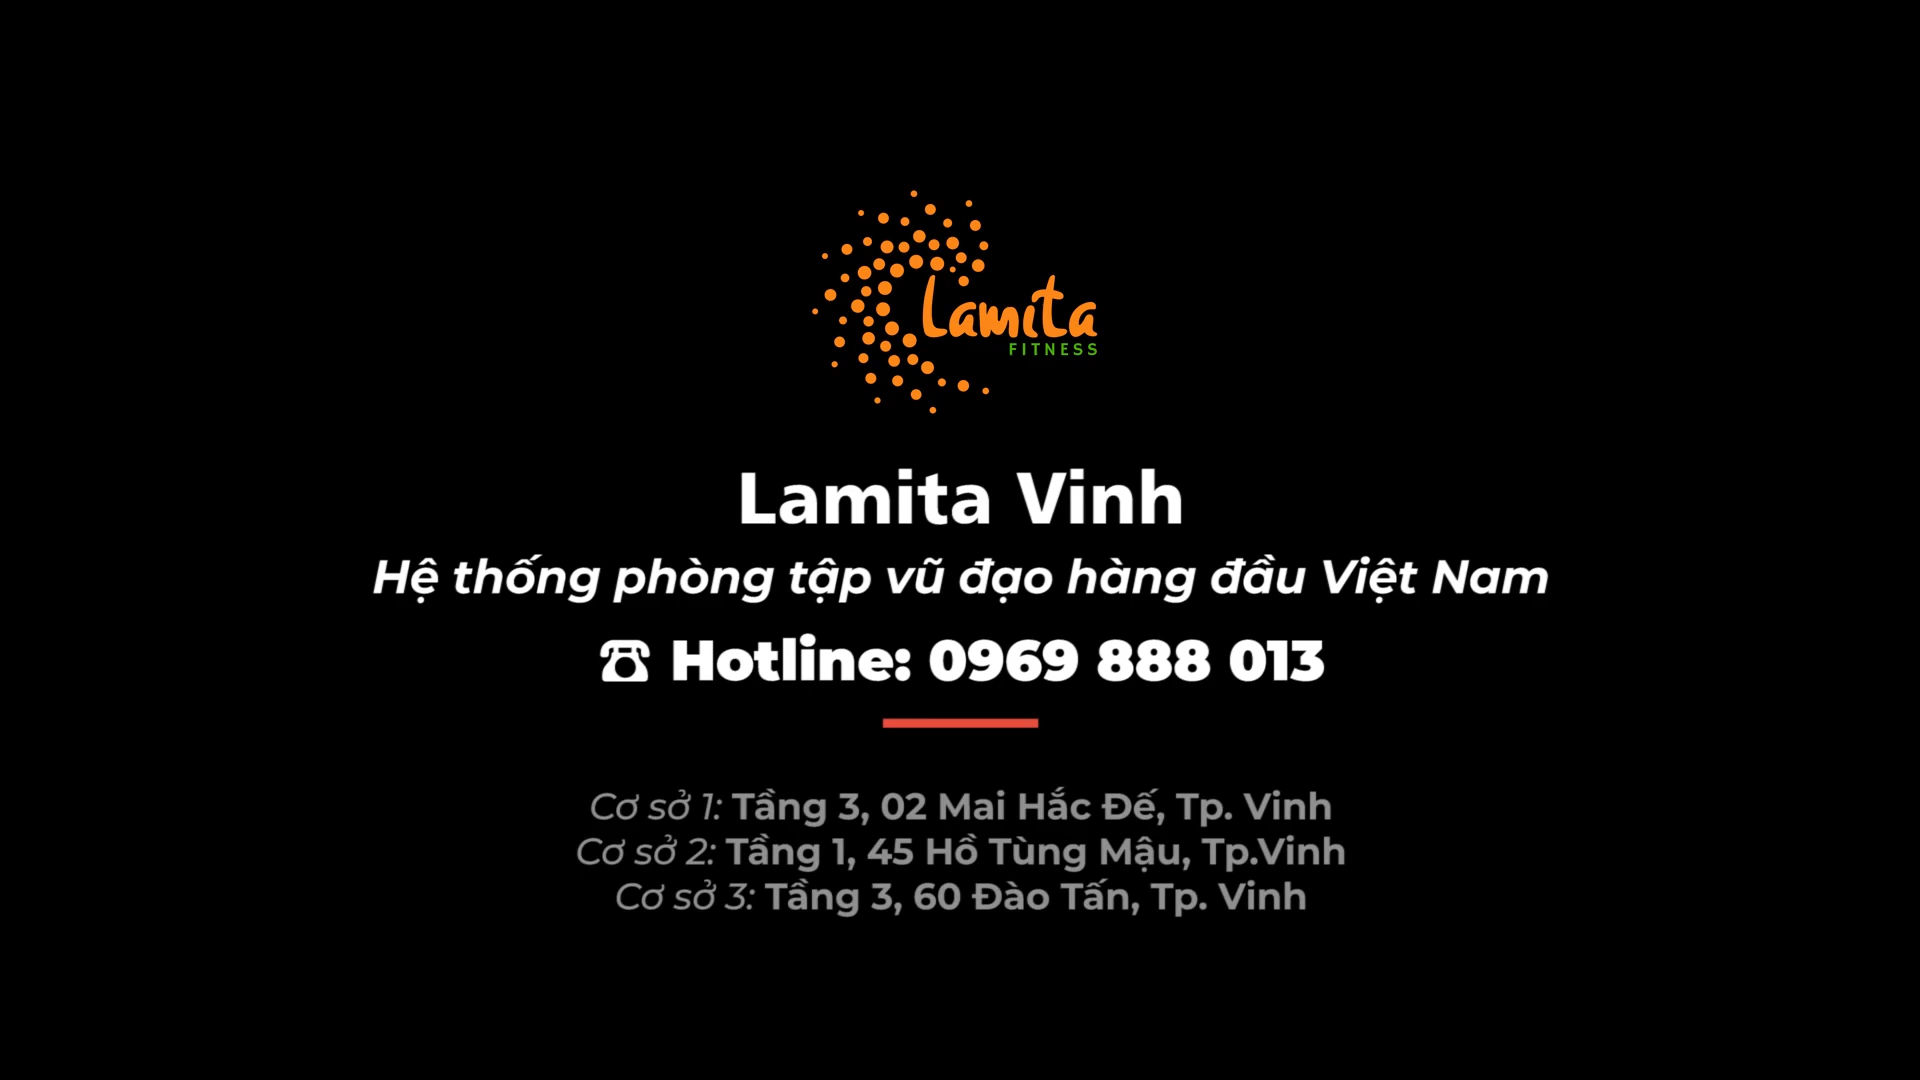 Lamita
FITNESS
Lamita Vinh
Hệ thống phòng tập vũ đạo hàng đầu Việt Nam
☎ Hotline: 0969 888 013
Cơ sở 1: Tầng 3, 02 Mai Hắc Đế, Tp. Vinh
Cơ sở 2: Tầng 1, 45 Hồ Tùng Mậu, Tp.Vinh
Cơ sở 3: Tầng 3, 60 Đào Tấn, Tp. Vinh